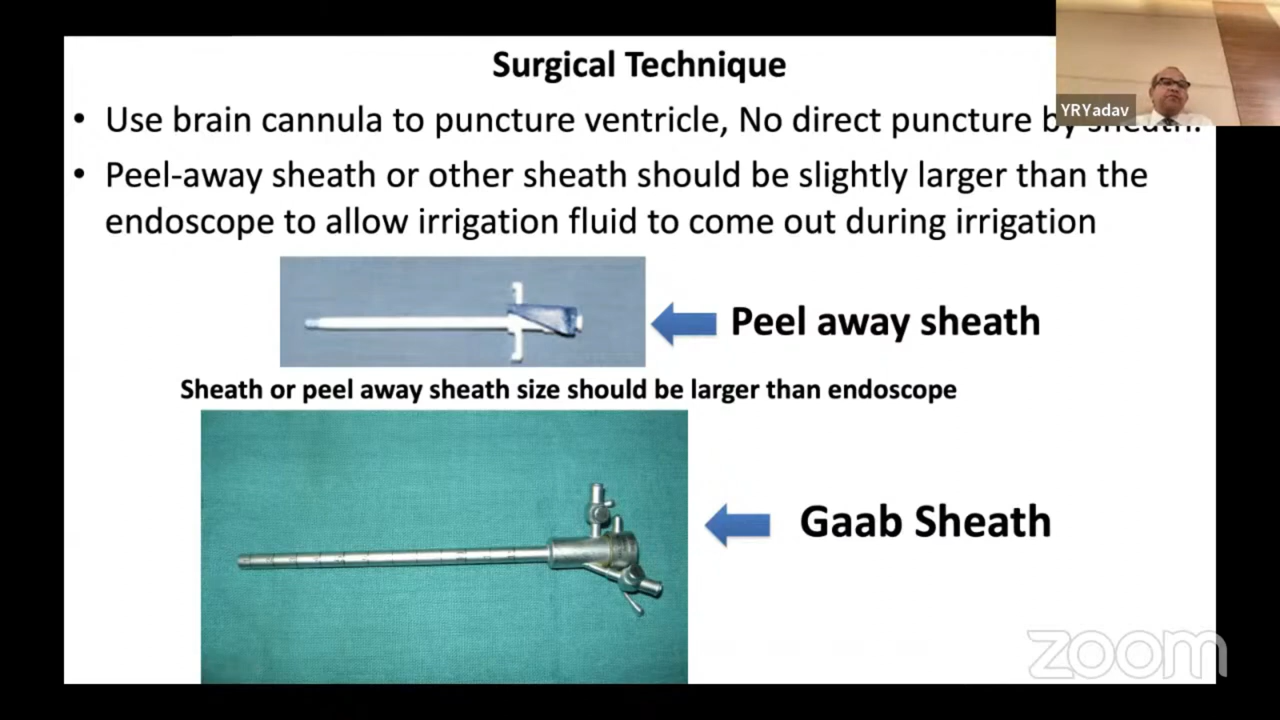 Surgical Technique
YRYadav
• Use brain cannula to puncture ventricle, No direct puncture by sheath.
• Peel-away sheath or other sheath should be slightly larger than the
endoscope to allow irrigation fluid to come out during irrigation
Peel away sheath
Sheath or peel away sheath size should be larger than endoscope
Gaab Sheath
zoom